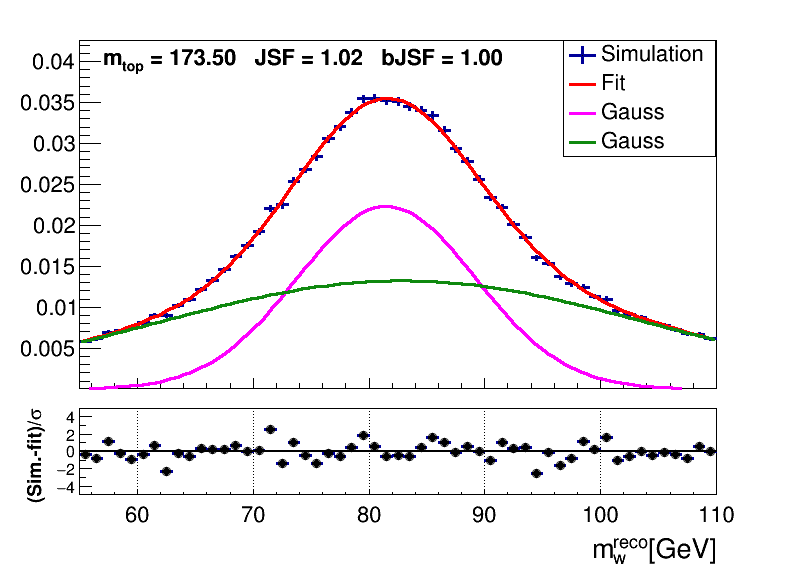 m_top = 173.50 JSF = 1.02 bJSF = 1.00
Simulation
Fit
Gauss
Gauss
0.04
0.035
0.03
0.025
0.02
0.015
0.01
0.005
(Sim.-fit)/σ
4
2
0
−2
−4
60 70 80 90 100 110
m_w^reco[GeV]